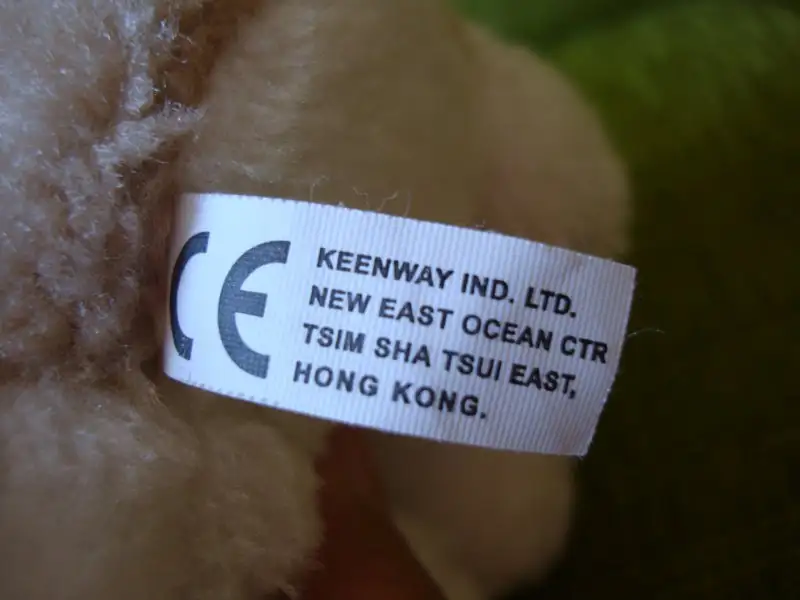 CE
KEENWAY IND. LTD.
NEW EAST OCEAN CTR
TSIM SHA TSUI EAST,
HONG KONG.